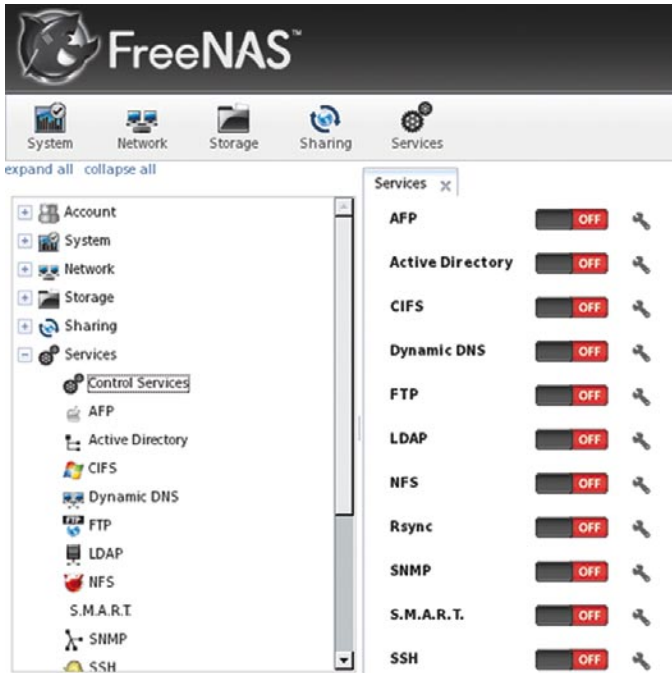 FreeNAS™
System Network Storage Sharing Services
expand all collapse all
Account
System
Network
Storage
Sharing
Services
Control Services
AFP
Active Directory
CIFS
Dynamic DNS
FTP
FTP
LDAP
NFS
S.M.A.R.T.
SNMP
SSH
Services x
AFP OFF
Active Directory OFF
CIFS OFF
Dynamic DNS OFF
FTP OFF
LDAP OFF
NFS OFF
Rsync OFF
SNMP OFF
S.M.A.R.T. OFF
SSH OFF